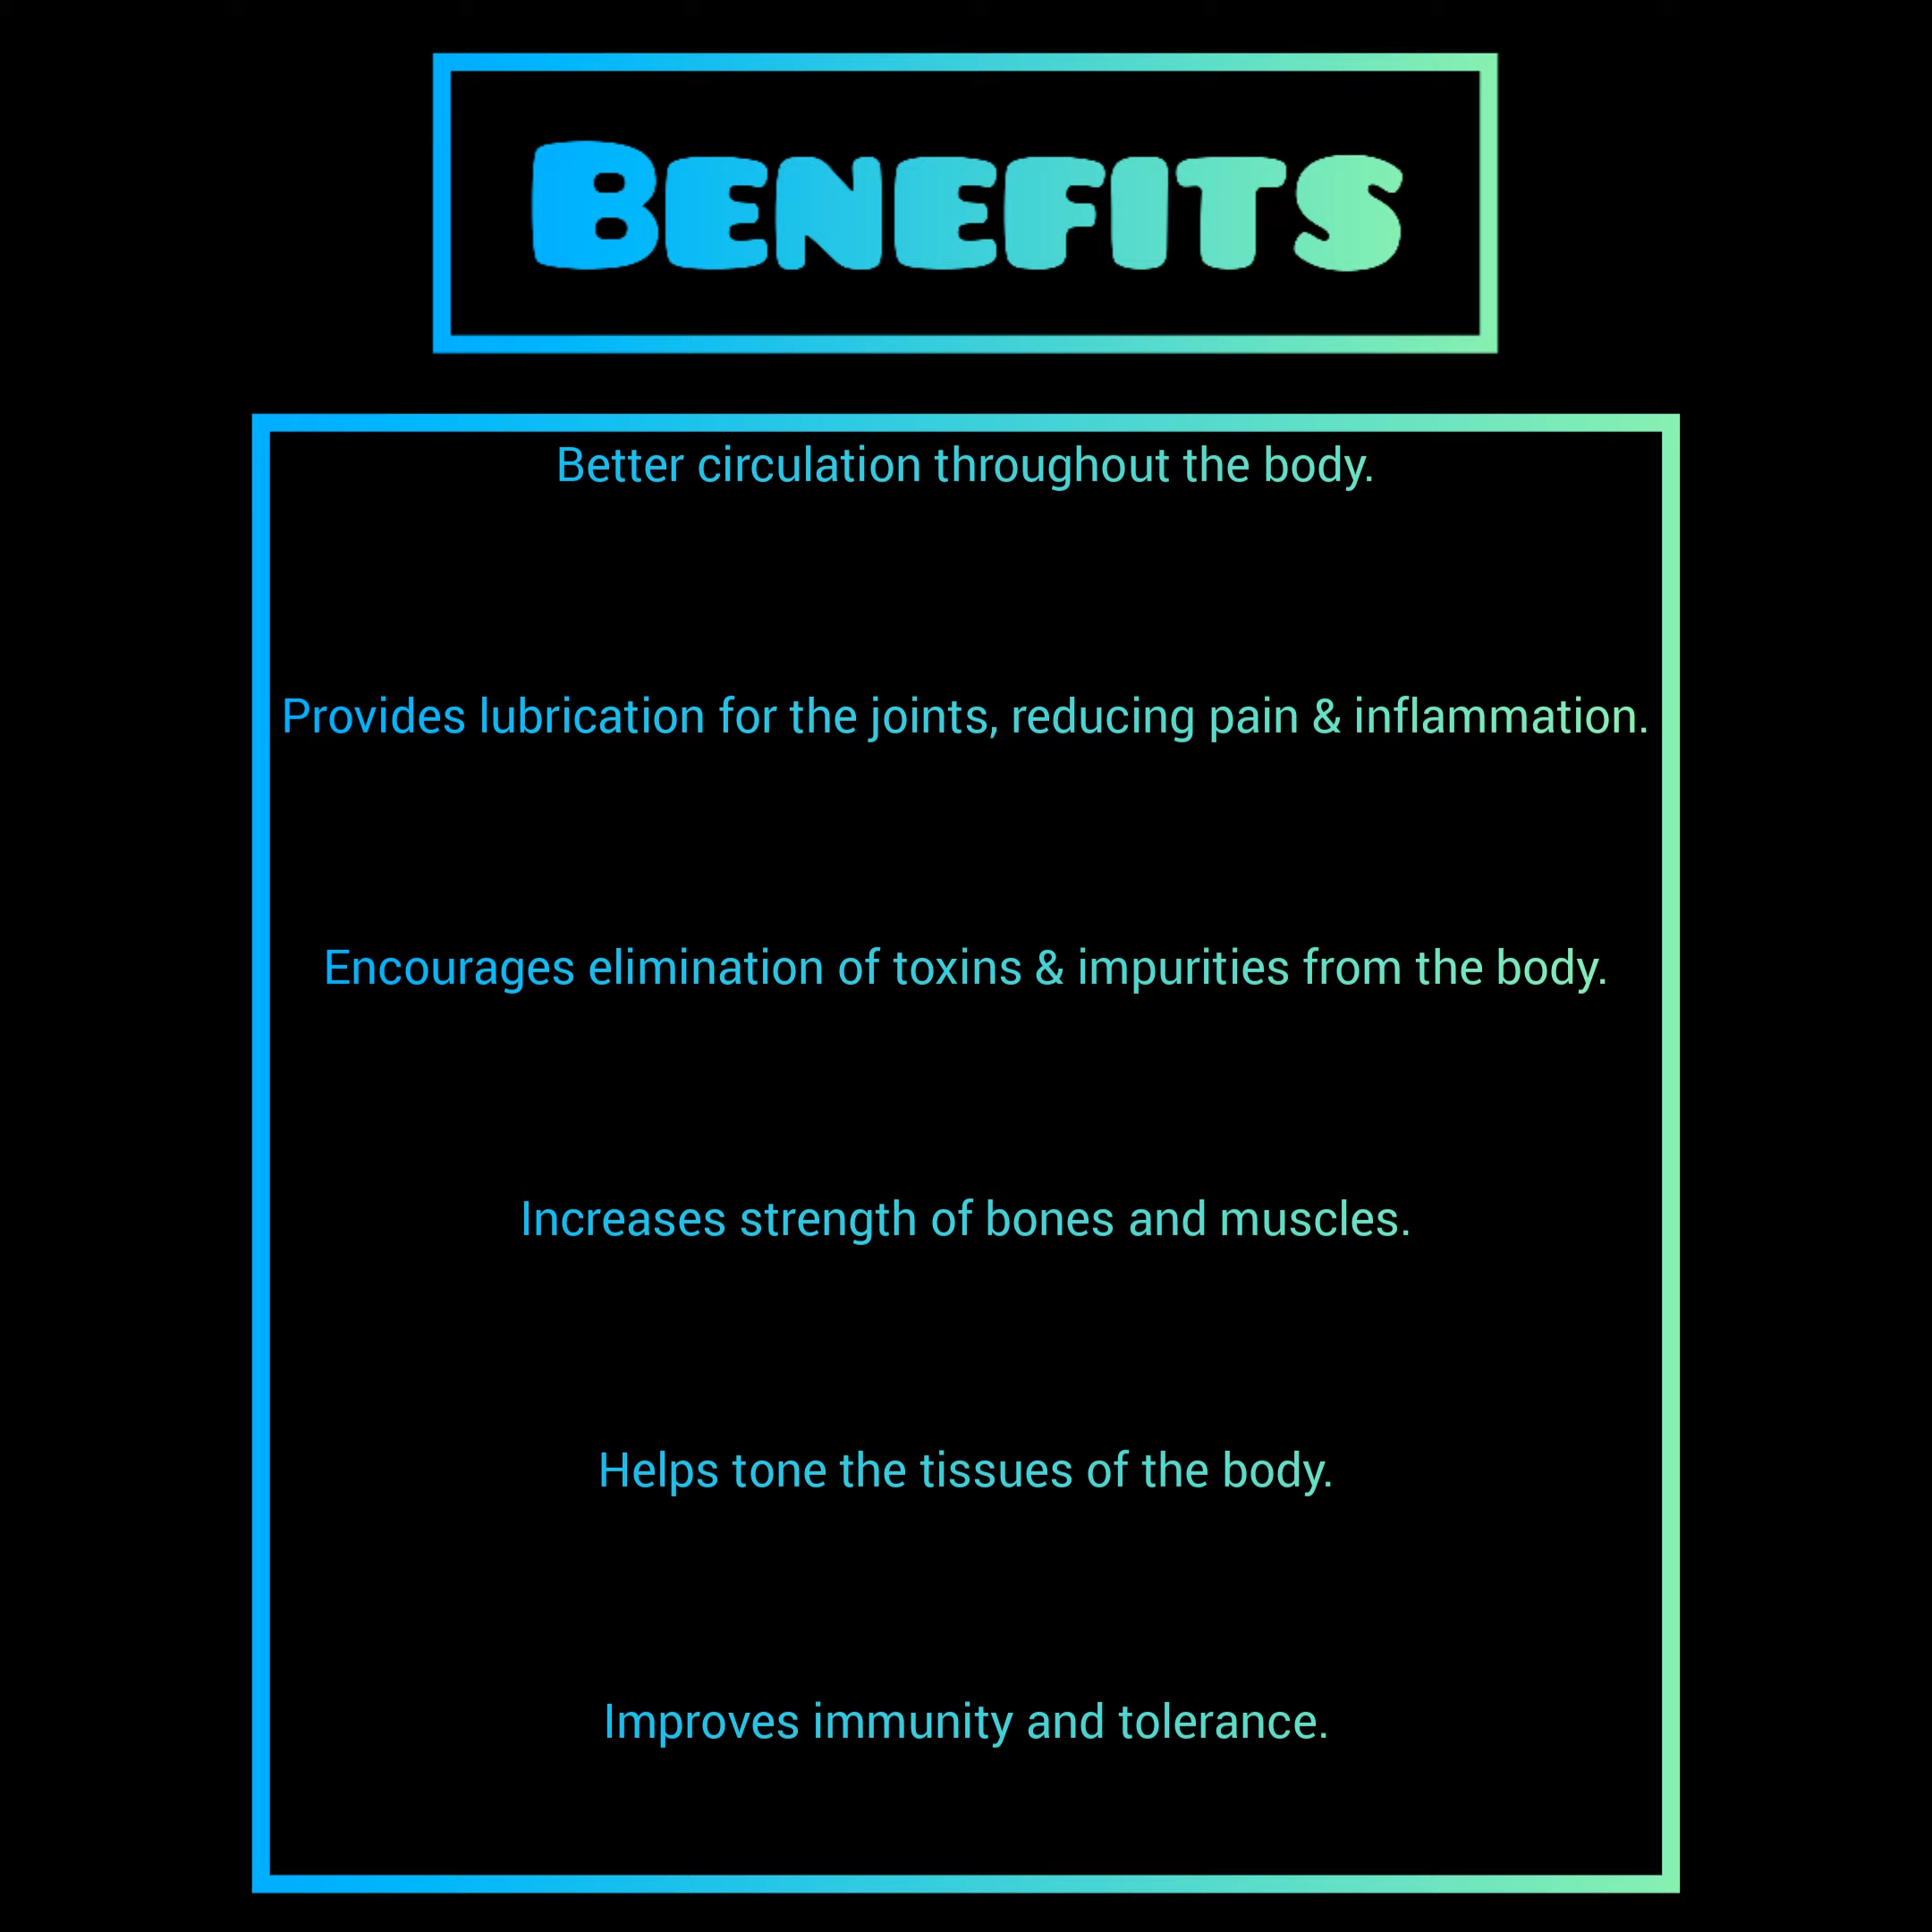 Benefits
Better circulation throughout the body.
Provides lubrication for the joints, reducing pain & inflammation.
Encourages elimination of toxins & impurities from the body.
Increases strength of bones and muscles.
Helps tone the tissues of the body.
Improves immunity and tolerance.